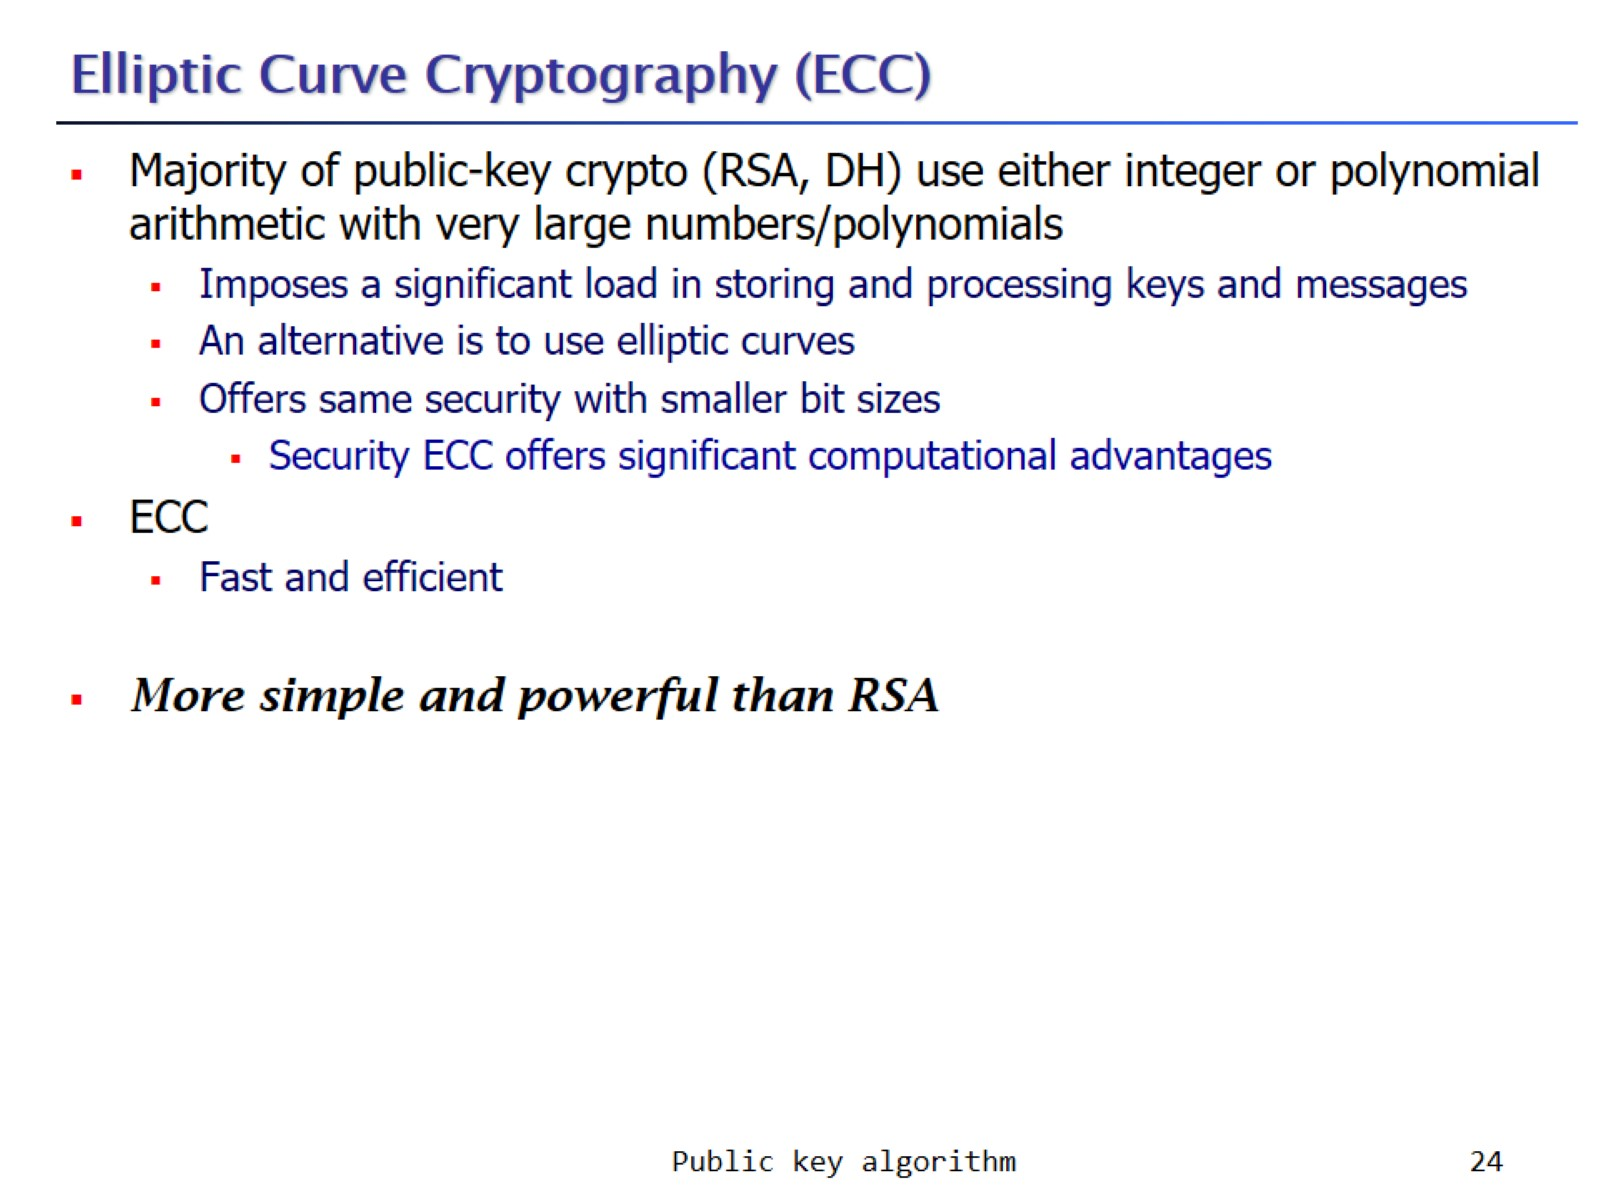 Elliptic Curve Cryptography (ECC)
Majority of public-key crypto (RSA, DH) use either integer or polynomial
arithmetic with very large numbers/polynomials
Imposes a significant load in storing and processing keys and messages
An alternative is to use elliptic curves
Offers same security with smaller bit sizes
Security ECC offers significant computational advantages
ECC
Fast and efficient
More simple and powerful than RSA
Public key algorithm
24